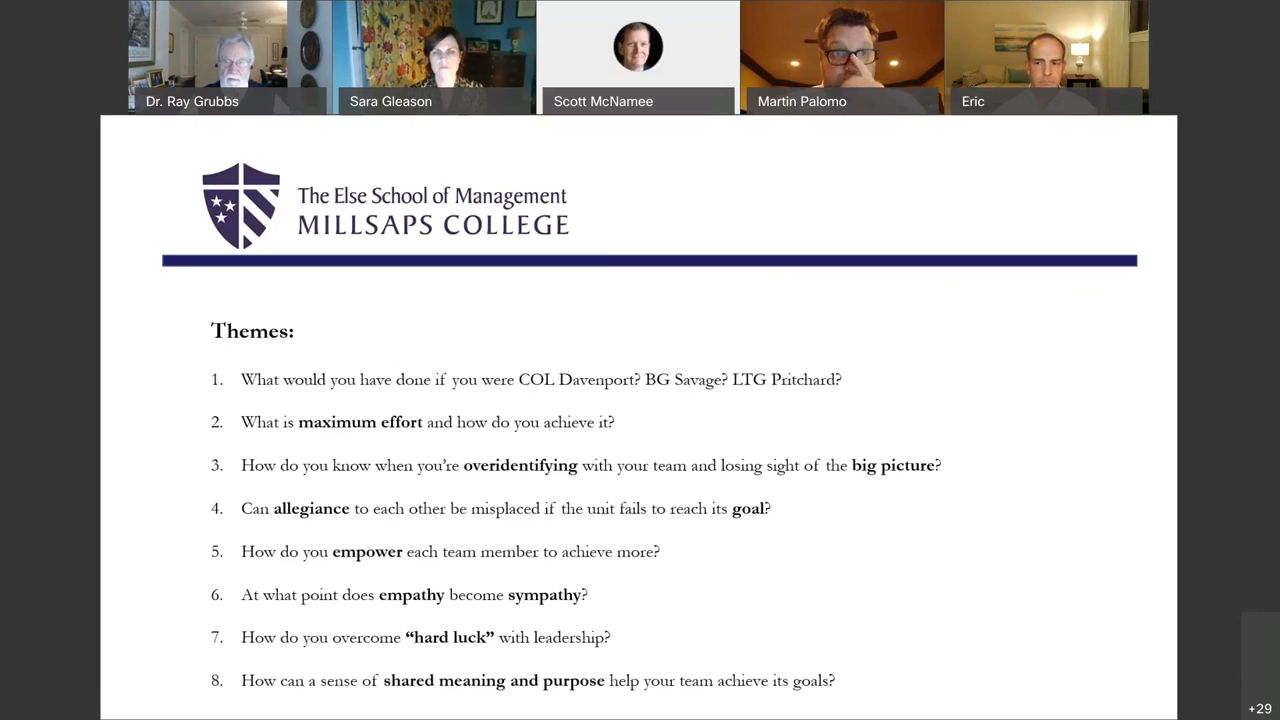 Dr. Ray Grubbs
Sara Gleason
Scott McNamee
Martin Palomo
Eric
The Else School of Management
MILLSAPS COLLEGE
Themes:
1. What would you have done if you were COL Davenport? BG Savage? LTG Pritchard?
2. What is maximum effort and how do you achieve it?
3. How do you know when you’re overidentifying with your team and losing sight of the big picture?
4. Can allegiance to each other be misplaced if the unit fails to reach its goal?
5. How do you empower each team member to achieve more?
6. At what point does empathy become sympathy?
7. How do you overcome “hard luck” with leadership?
8. How can a sense of shared meaning and purpose help your team achieve its goals?
+29